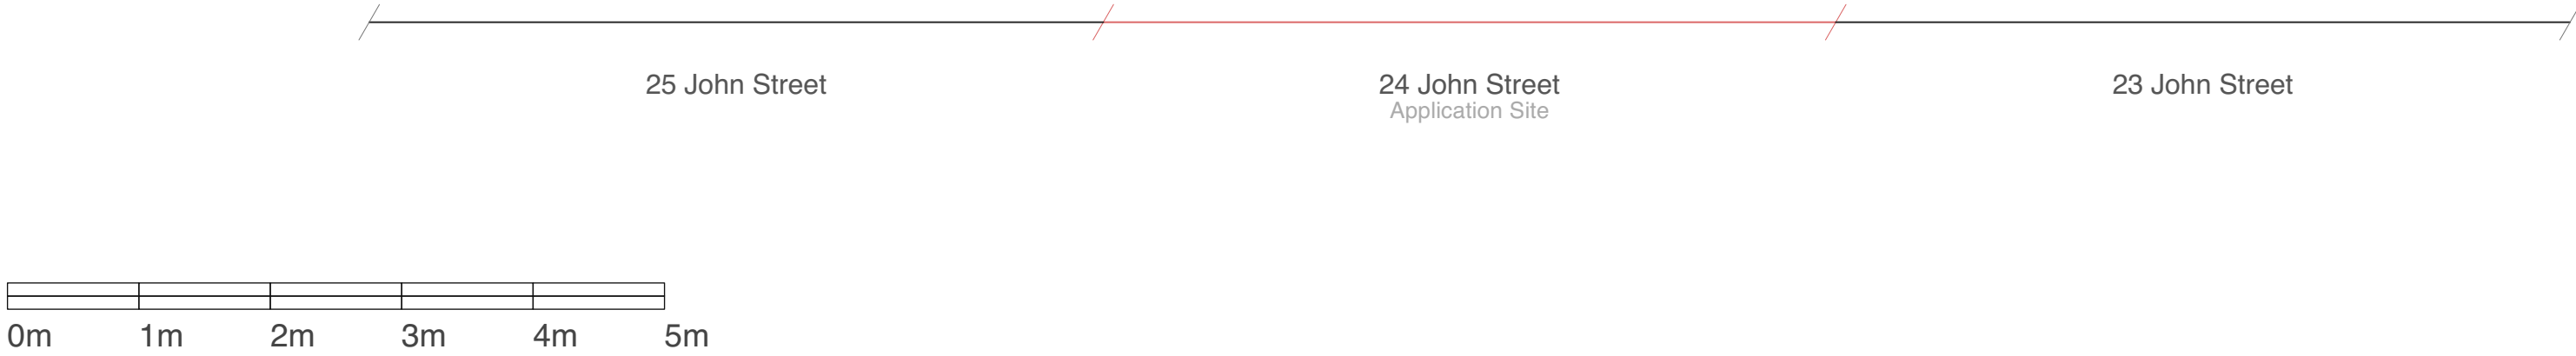 25 John Street
24 John Street
Application Site
23 John Street
0m 1m 2m 3m 4m 5m